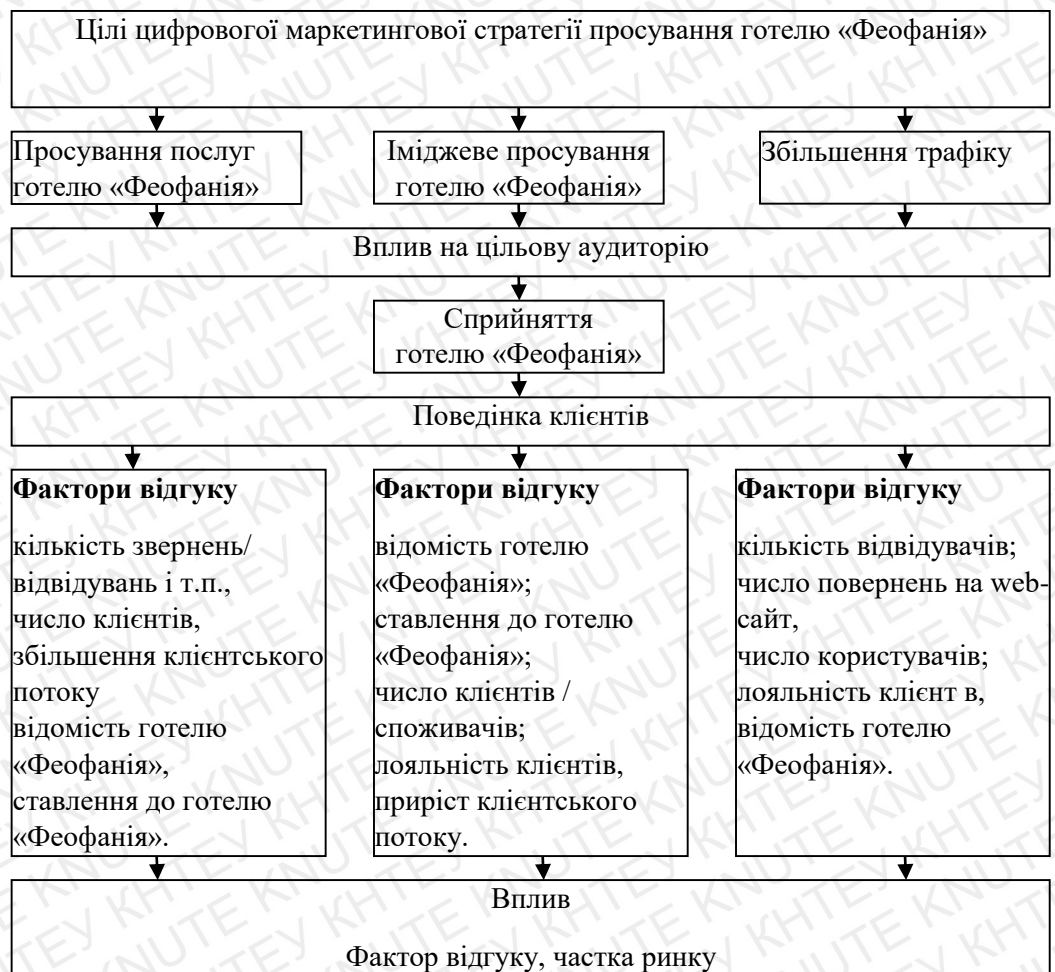 Цілі цифрової маркетингової стратегії просування готелю «Феофанія»
Просування послуг
готелю «Феофанія»
Іміджеве просування
готелю «Феофанія»
Збільшення трафіку
Вплив на цільову аудиторію
Сприйняття
готелю «Феофанія»
Поведінка клієнтів
Фактори відгуку
кількість звернень/
відвідувань і т.п.,
число клієнтів,
збільшення клієнтського
потоку
відомість готелю
«Феофанія»,
ставлення до готелю
«Феофанія».
Фактори відгуку
відомість готелю
«Феофанія»;
ставлення до готелю
«Феофанія»;
число клієнтів /
споживачів;
лояльність клієнтів,
приріст клієнтського
потоку.
Фактори відгуку
кількість відвідувачів;
число повернень на web-
сайт,
число користувачів;
лояльність клієнт в,
відомість готелю
«Феофанія».
Вплив
Фактор відгуку, частка ринку